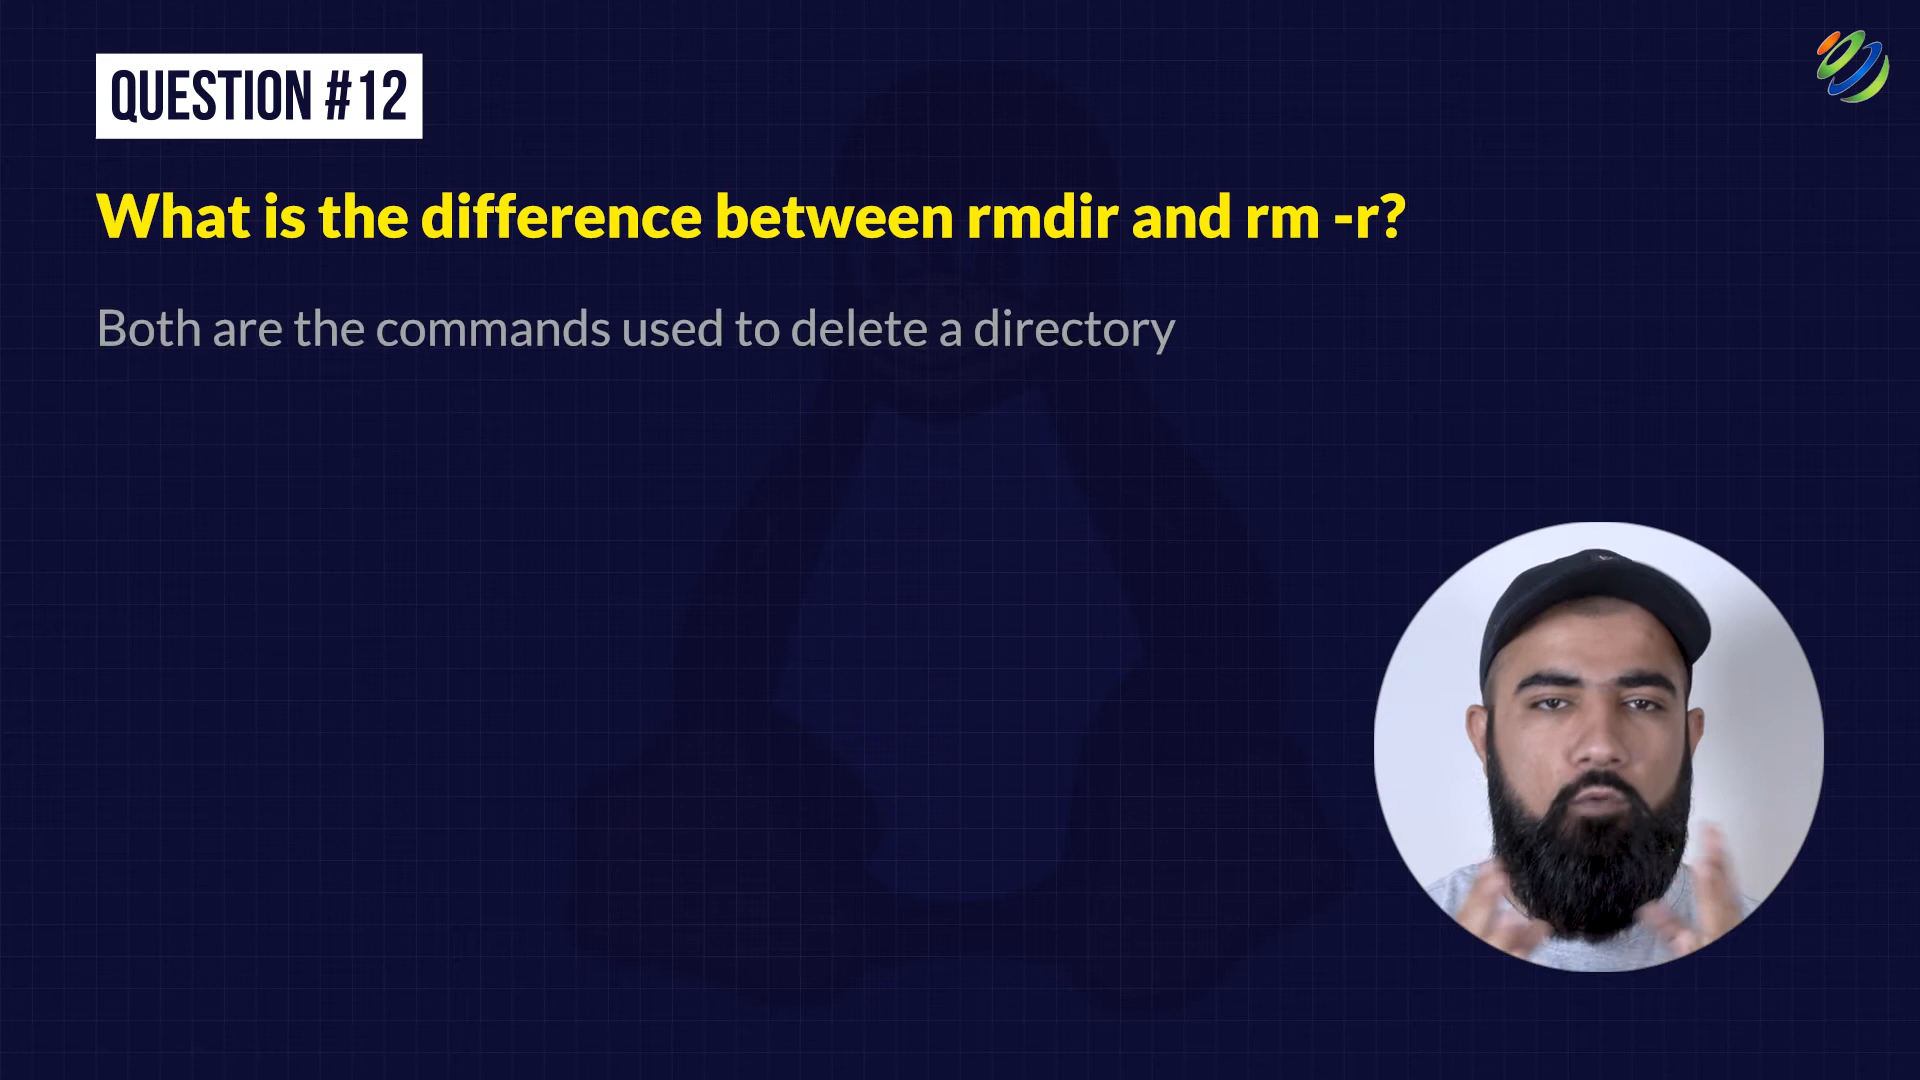 QUESTION #12
What is the difference between rmdir and rm -r?
Both are the commands used to delete a directory